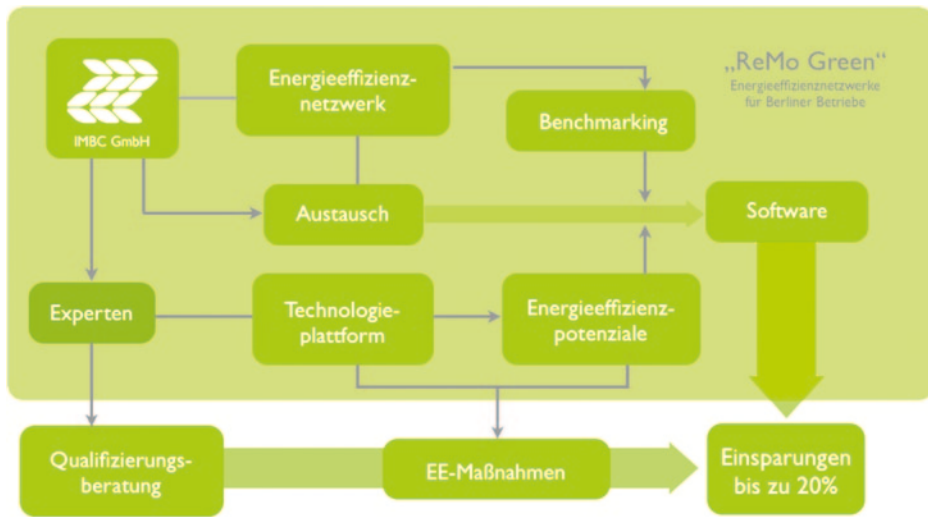 „ReMo Green“
Energieeffizienznetzwerke
für Berliner Betriebe
IMBC GmbH
Energieeffizienz-
netzwerk
Benchmarking
Austausch
Software
Experten
Technologie-
plattform
Energieeffizienz-
potenziale
Qualifizierungs-
beratung
EE-Maßnahmen
Einsparungen
bis zu 20%